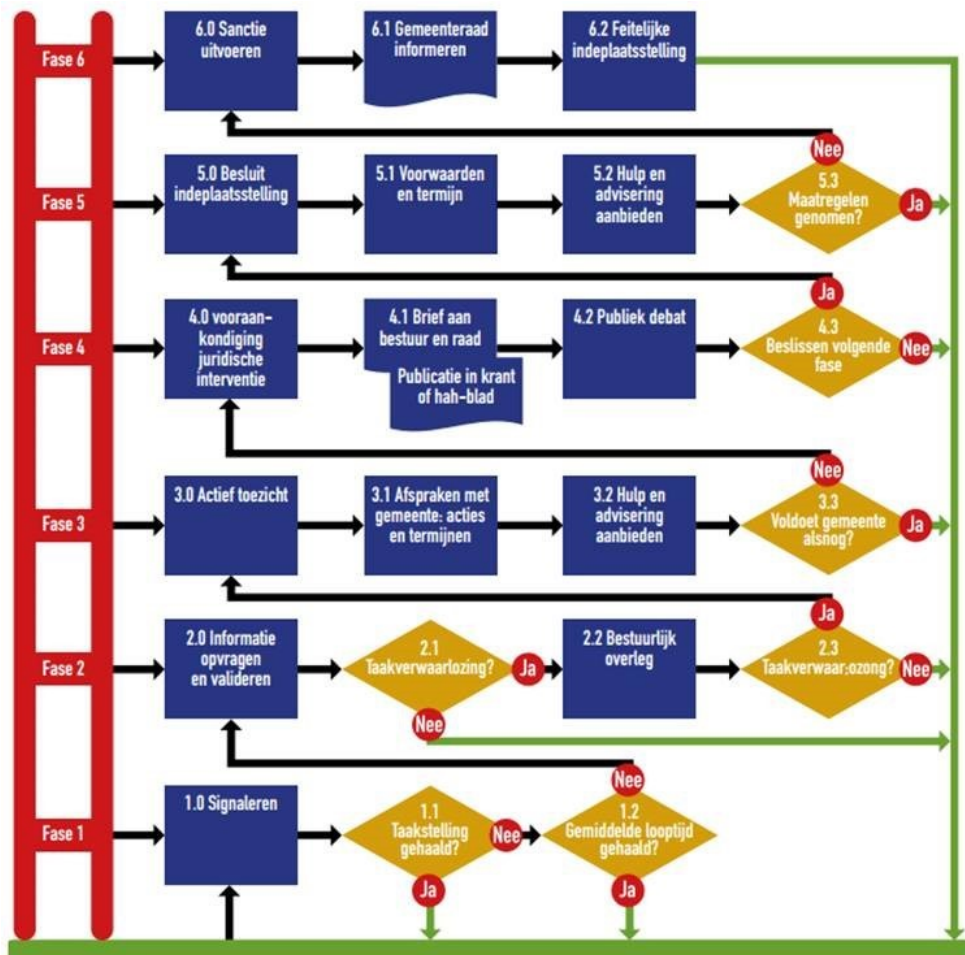 Fase 6
6.0 Sanctie
uitvoeren
6.1 Gemeenteraad
informeren
6.2 Feitelijke
indeplaatsstelling
Nee
Fase 5
5.0 Besluit
indeplaatsstelling
5.1 Voorwaarden
en termijn
5.2 Hulp en
advisering
aanbieden
5.3
Maatregelen
genomen?
Ja
Ja
Fase 4
4.0 vooraan-
kondiging
juridische
interventie
4.1 Brief aan
bestuur en raad
Publicatie in krant
of hah-blad
4.2 Publiek debat
4.3
Beslissen volgende
fase
Nee
Nee
Fase 3
3.0 Actief toezicht
3.1 Afspraken met
gemeente: acties
en termijnen
3.2 Hulp en
advisering
aanbieden
3.3
Voldoet gemeente
alsnog?
Ja
Ja
Fase 2
2.0 Informatie
opvragen
en valideren
2.1
Taakverwaarlozing?
Ja
Nee
2.2 Bestuurlijk
overleg
2.3
Taakverwaar;ozong?
Nee
Nee
Fase 1
1.0 Signaleren
1.1
Taakstelling
gehaald?
Nee
Ja
1.2
Gemiddelde looptijd
gehaald?
Ja